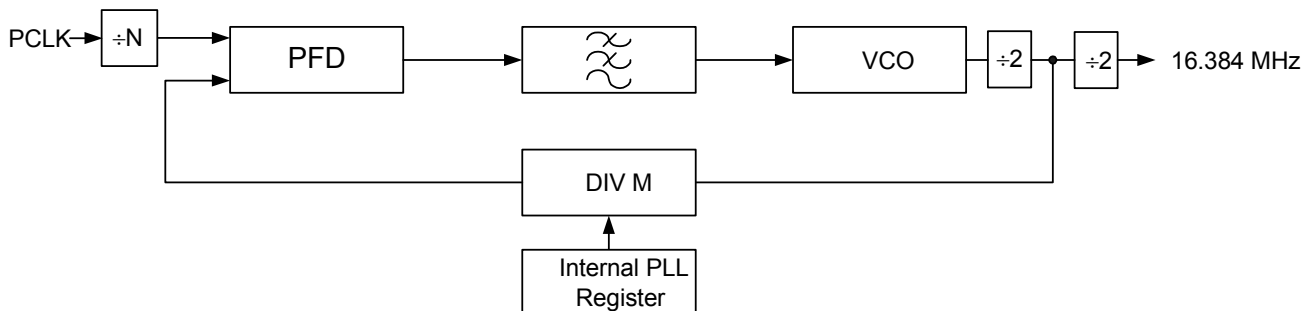 PCLK
÷N
PFD
VCO
÷2
÷2
16.384 MHz
DIV M
Internal PLL
Register